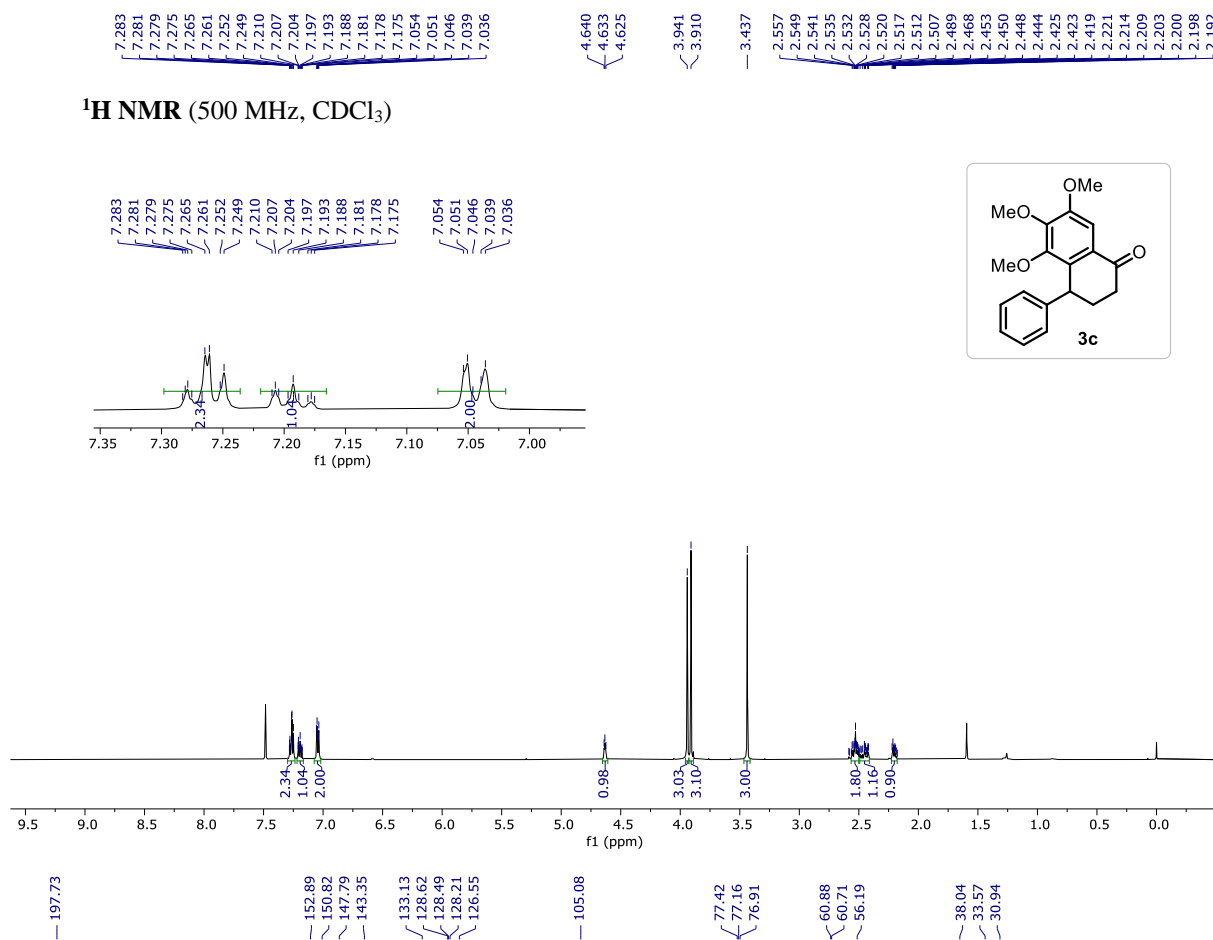 7.283 7.281 7.279 7.275 7.265 7.261 7.252 7.249 7.210 7.207 7.204 7.197 7.193 7.188 7.181 7.178 7.175 7.054 7.051 7.046 7.039 7.036 4.640 4.633 4.625 3.941 3.910 3.437 2.557 2.549 2.541 2.535 2.532 2.528 2.520 2.517 2.512 2.507 2.489 2.468 2.453 2.450 2.448 2.444 2.425 2.423 2.419 2.221 2.214 2.209 2.203 2.200 2.198 2.192
¹H NMR (500 MHz, CDCl₃)
7.283 7.281 7.279 7.275 7.265 7.261 7.252 7.249 7.210 7.207 7.204 7.197 7.193 7.188 7.181 7.178 7.175 7.054 7.051 7.046 7.039 7.036
OMe
MeO
MeO
O
3c
2.34 1.04 2.00
7.35 7.30 7.25 7.20 7.15 7.10 7.05 7.00
f1 (ppm)
2.34 1.04 2.00 0.98 3.03 3.10 3.00 1.80 1.16 0.90
9.5 9.0 8.5 8.0 7.5 7.0 6.5 6.0 5.5 5.0 4.5 4.0 3.5 3.0 2.5 2.0 1.5 1.0 0.5 0.0
f1 (ppm)
197.73 152.89 150.82 147.79 143.35 133.13 128.62 128.49 128.21 126.55 105.08 77.42 77.16 76.91 60.88 60.71 56.19 38.04 33.57 30.94